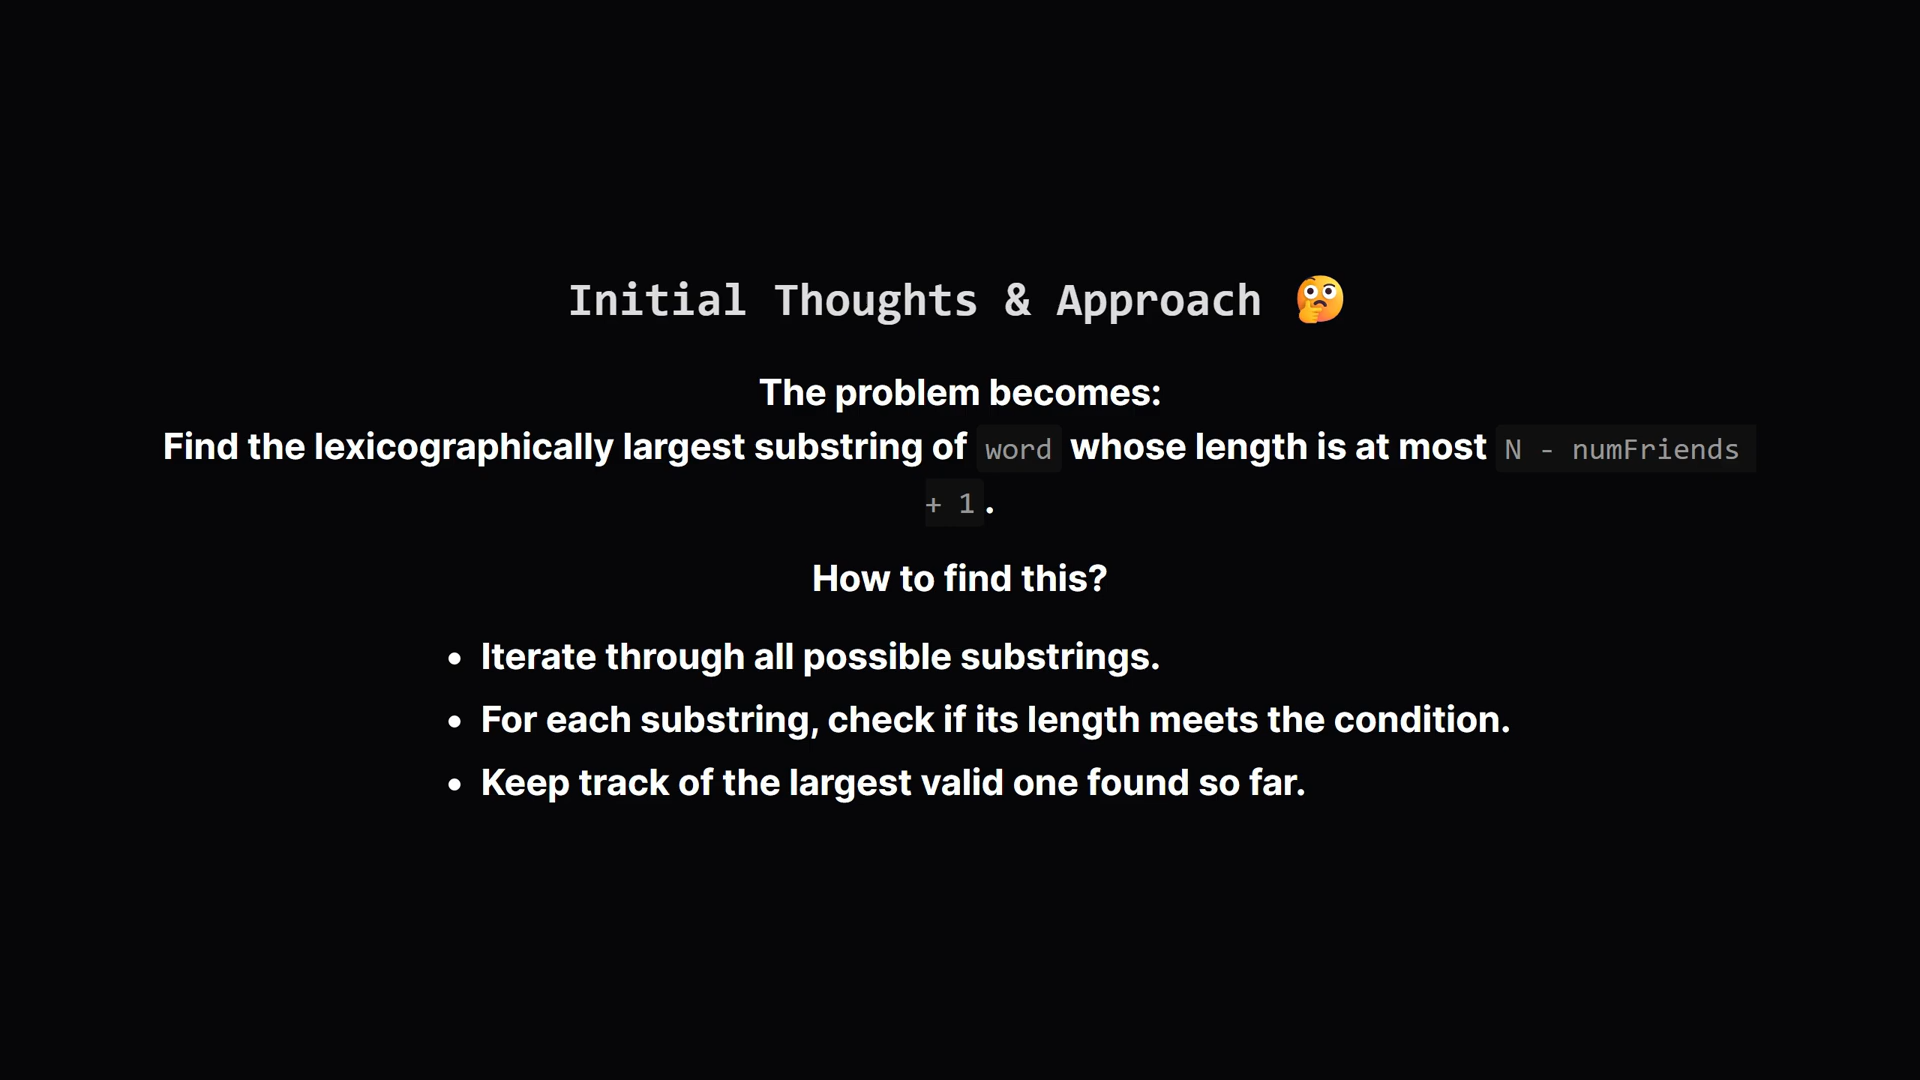 Initial Thoughts & Approach 🤔
The problem becomes:
Find the lexicographically largest substring of word whose length is at most N - numFriends
+ 1.
How to find this?
• Iterate through all possible substrings.
• For each substring, check if its length meets the condition.
• Keep track of the largest valid one found so far.